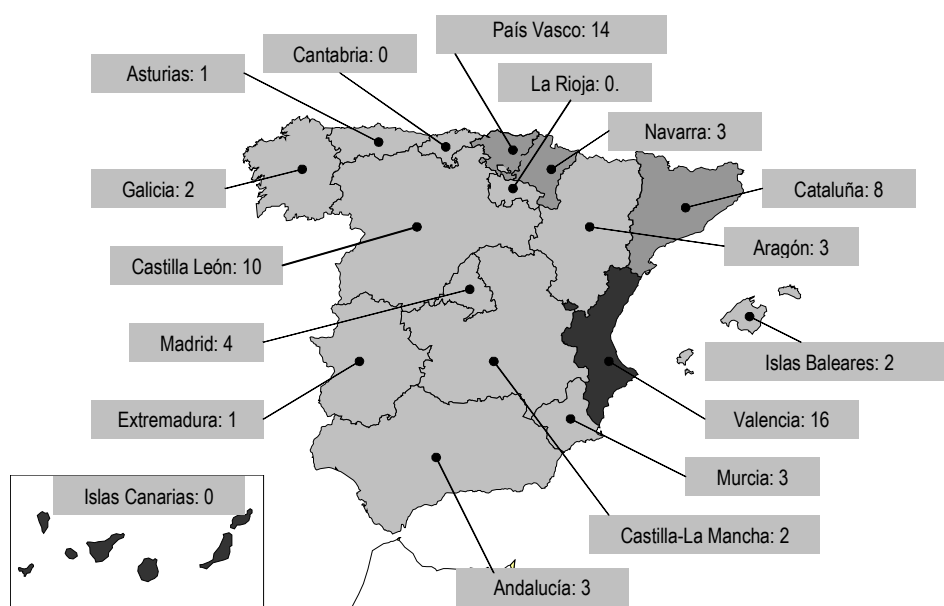 País Vasco: 14
Cantabria: 0
Asturias: 1
La Rioja: 0.
Navarra: 3
Galicia: 2
Cataluña: 8
Aragón: 3
Castilla León: 10
Madrid: 4
Islas Baleares: 2
Extremadura: 1
Valencia: 16
Murcia: 3
Islas Canarias: 0
Castilla-La Mancha: 2
Andalucía: 3